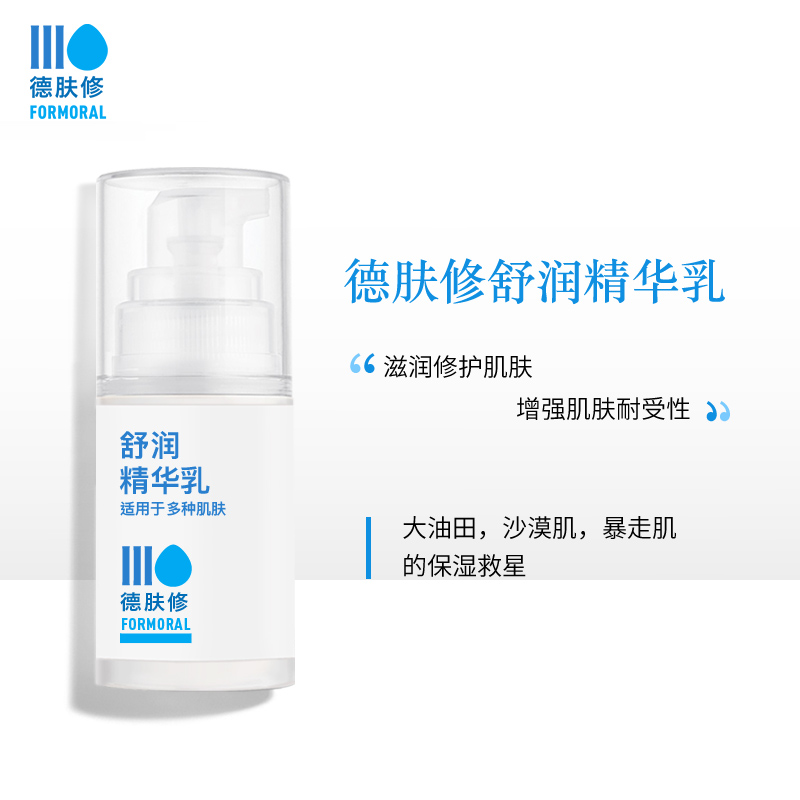 德肤修
FORMORAL
德肤修舒润精华乳
“滋润修护肌肤
增强肌肤耐受性”
大油田，沙漠肌，暴走肌
的保湿救星
舒润
精华乳
适用于多种肌肤
德肤修
FORMORAL